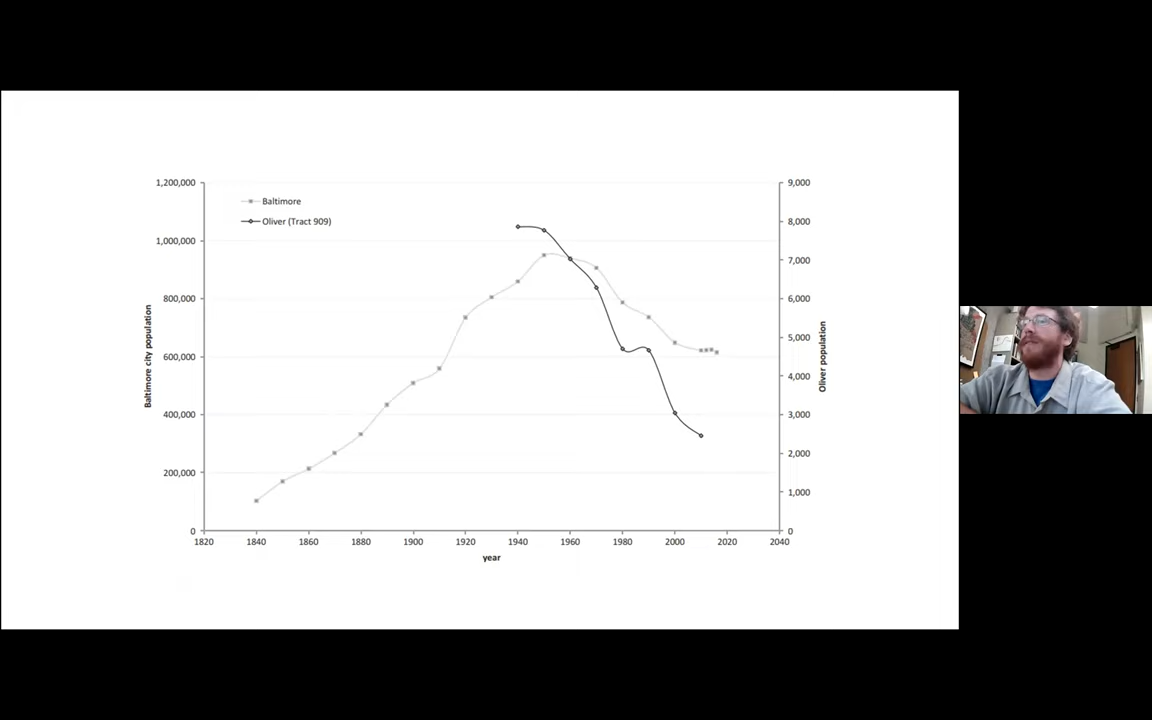 1,200,000
1,000,000
800,000
600,000
400,000
200,000
0
Baltimore city population
Baltimore
Oliver (Tract 909)
9,000
8,000
7,000
6,000
5,000
4,000
3,000
2,000
1,000
0
Oliver population
1820 1840 1860 1880 1900 1920 1940 1960 1980 2000 2020 2040
year